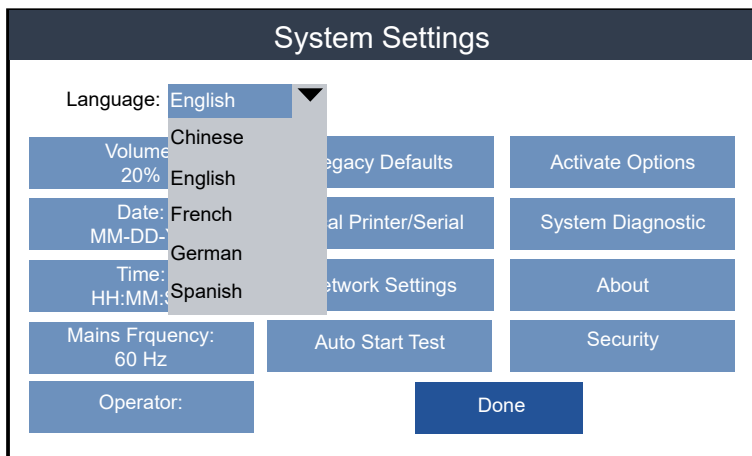 System Settings
Language: English
Chinese
English
French
German
Spanish
Volume
20%
Date:
MM-DD-
Time:
HH:MM:
Mains Frquency:
60 Hz
Operator:
egacy Defaults
al Printer/Serial
twork Settings
Auto Start Test
Activate Options
System Diagnostic
About
Security
Done